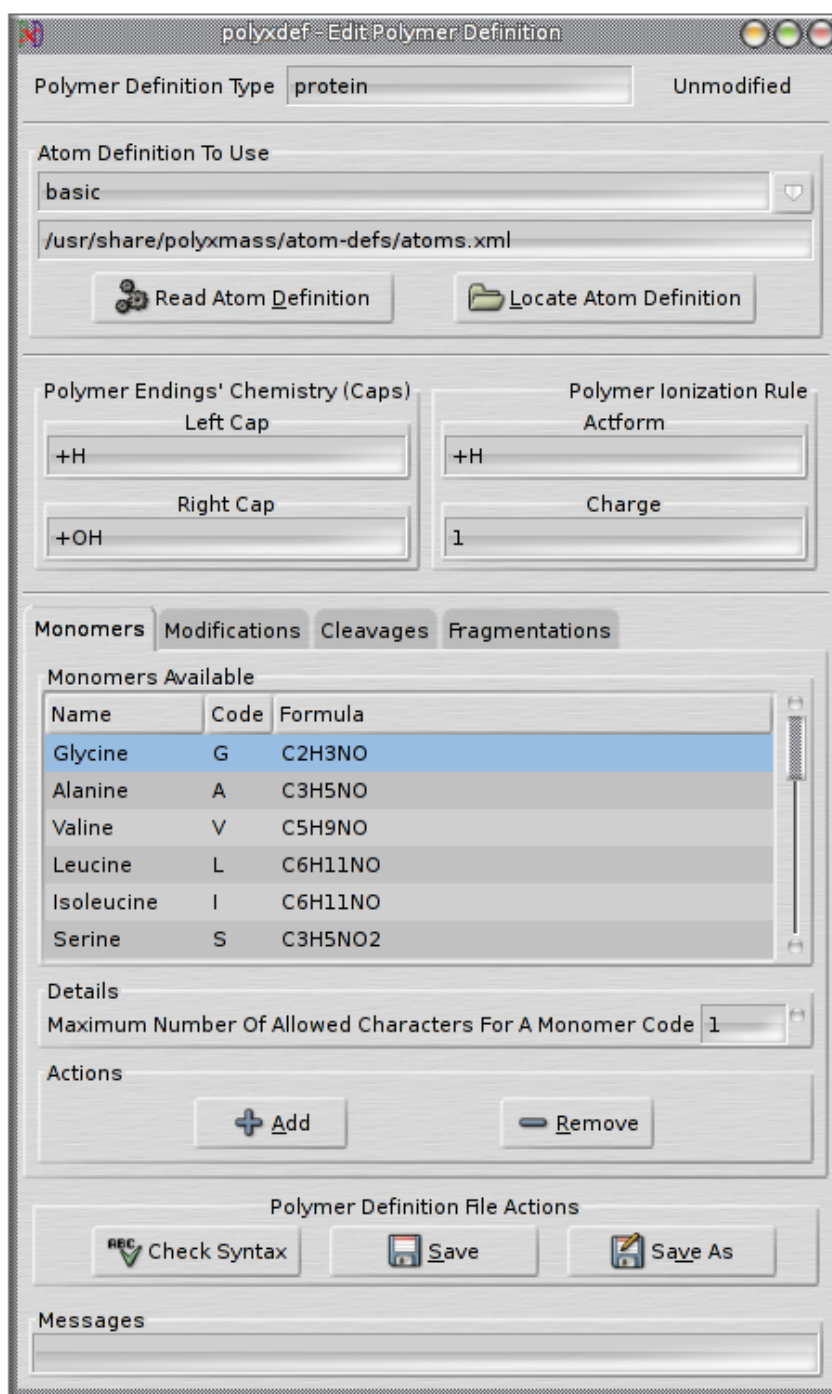 polyxdef - Edit Polymer Definition
Polymer Definition Type protein Unmodified
Atom Definition To Use
basic
/usr/share/polyxmass/atom-defs/atoms.xml
Read Atom Definition Locate Atom Definition
Polymer Endings' Chemistry (Caps) Polymer Ionization Rule
Left Cap Actform
+H +H
Right Cap Charge
+OH 1
Monomers Modifications Cleavages Fragmentations
Monomers Available
Name Code Formula
Glycine G C2H3NO
Alanine A C3H5NO
Valine V C5H9NO
Leucine L C6H11NO
Isoleucine I C6H11NO
Serine S C3H5NO2
Details
Maximum Number Of Allowed Characters For A Monomer Code 1
Actions
Add Remove
Polymer Definition File Actions
ABC Check Syntax Save Save As
Messages